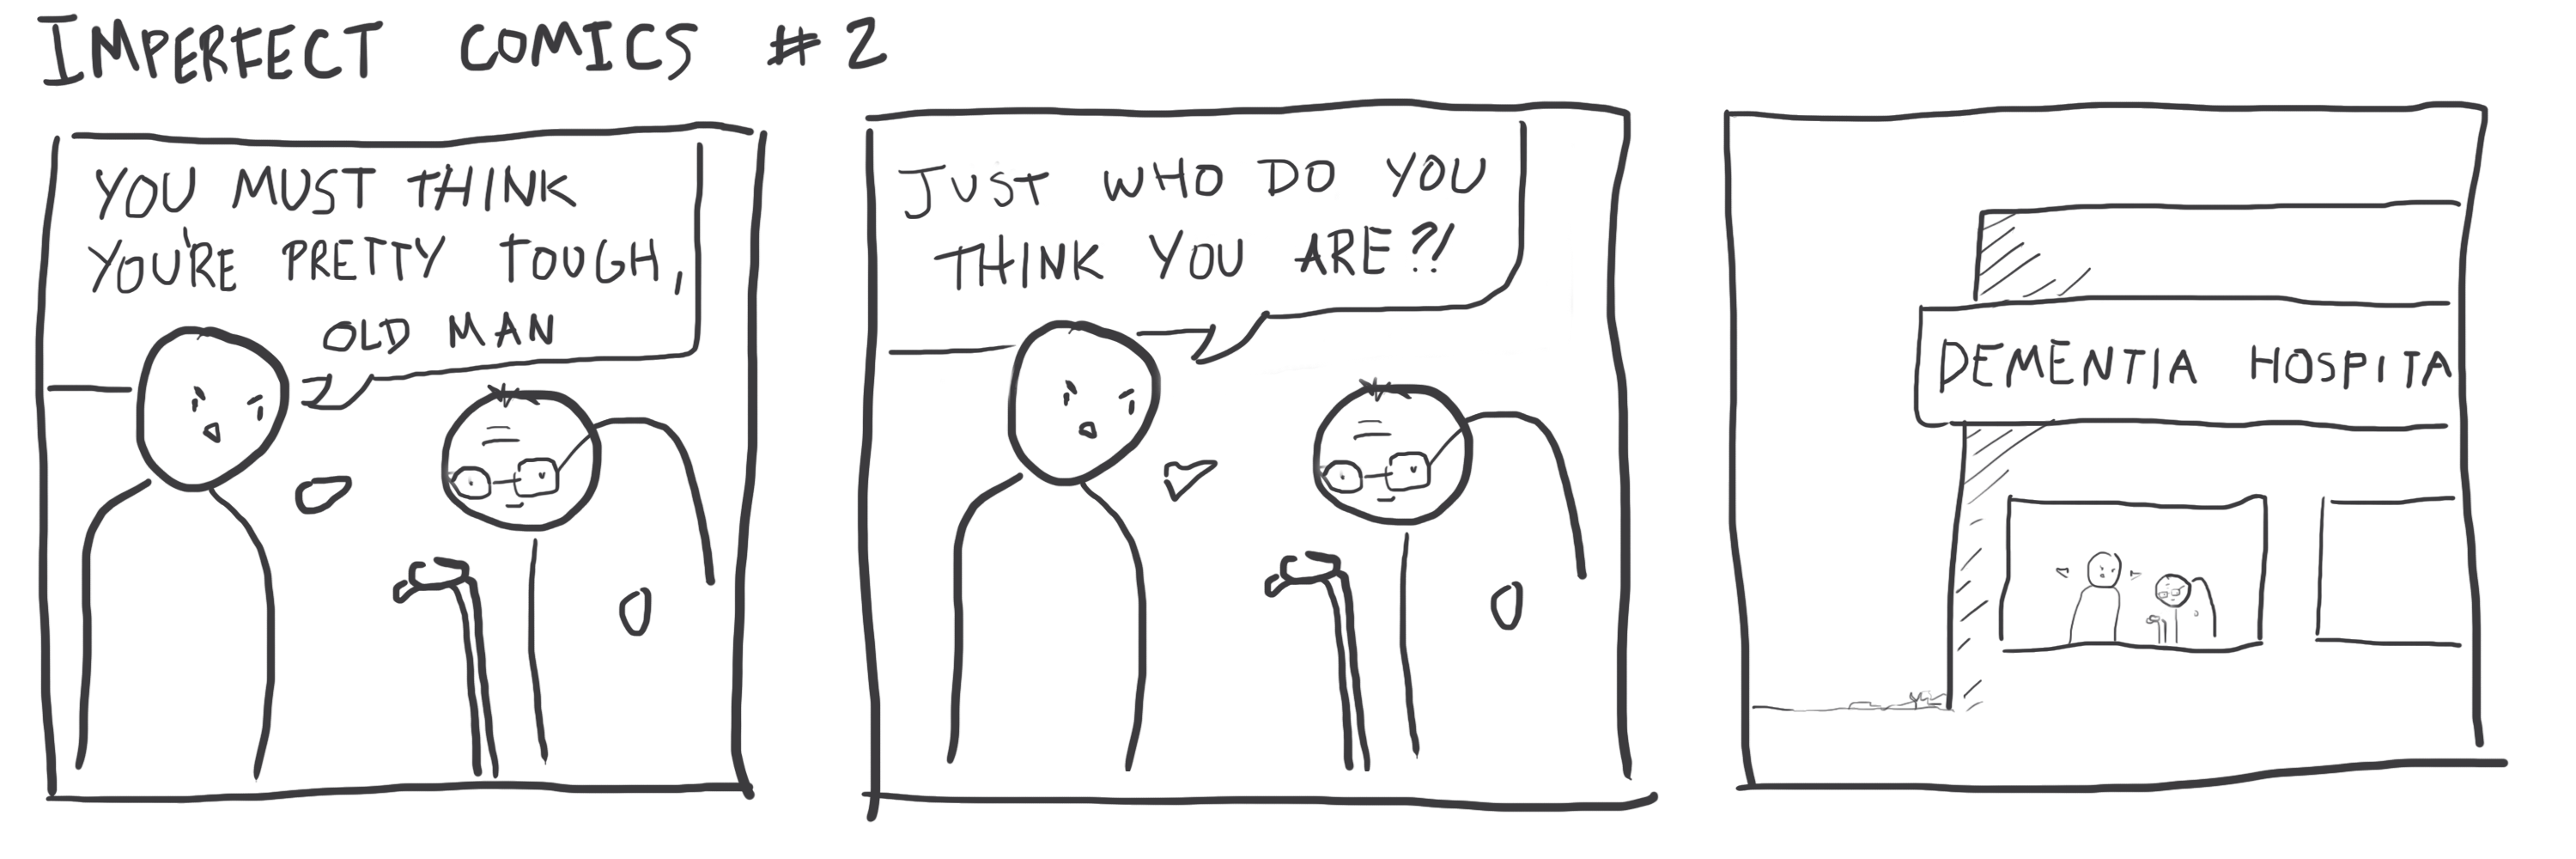 IMPERFECT COMICS #2
YOU MUST THINK
YOU'RE PRETTY TOUGH,
OLD MAN
JUST WHO DO YOU
THINK YOU ARE?!
DEMENTIA HOSPITA